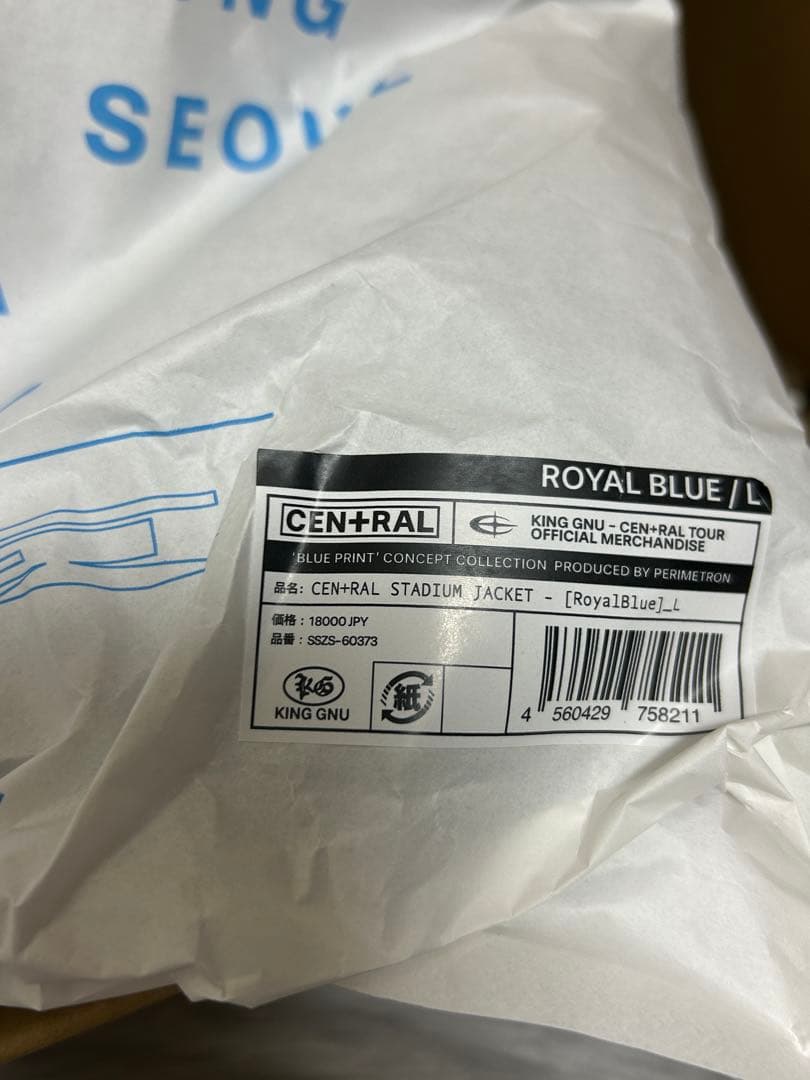 SEOU
ROYAL BLUE / L
CEN+RAL
KING GNU - CEN+RAL TOUR
OFFICIAL MERCHANDISE
'BLUE PRINT' CONCEPT COLLECTION PRODUCED BY PERIMETRON
品名: CEN+RAL STADIUM JACKET - [RoyalBlue]_L
価格 : 18000 JPY
品番 : SSZS-60373
KG
KING GNU
紙
4 560429 758211